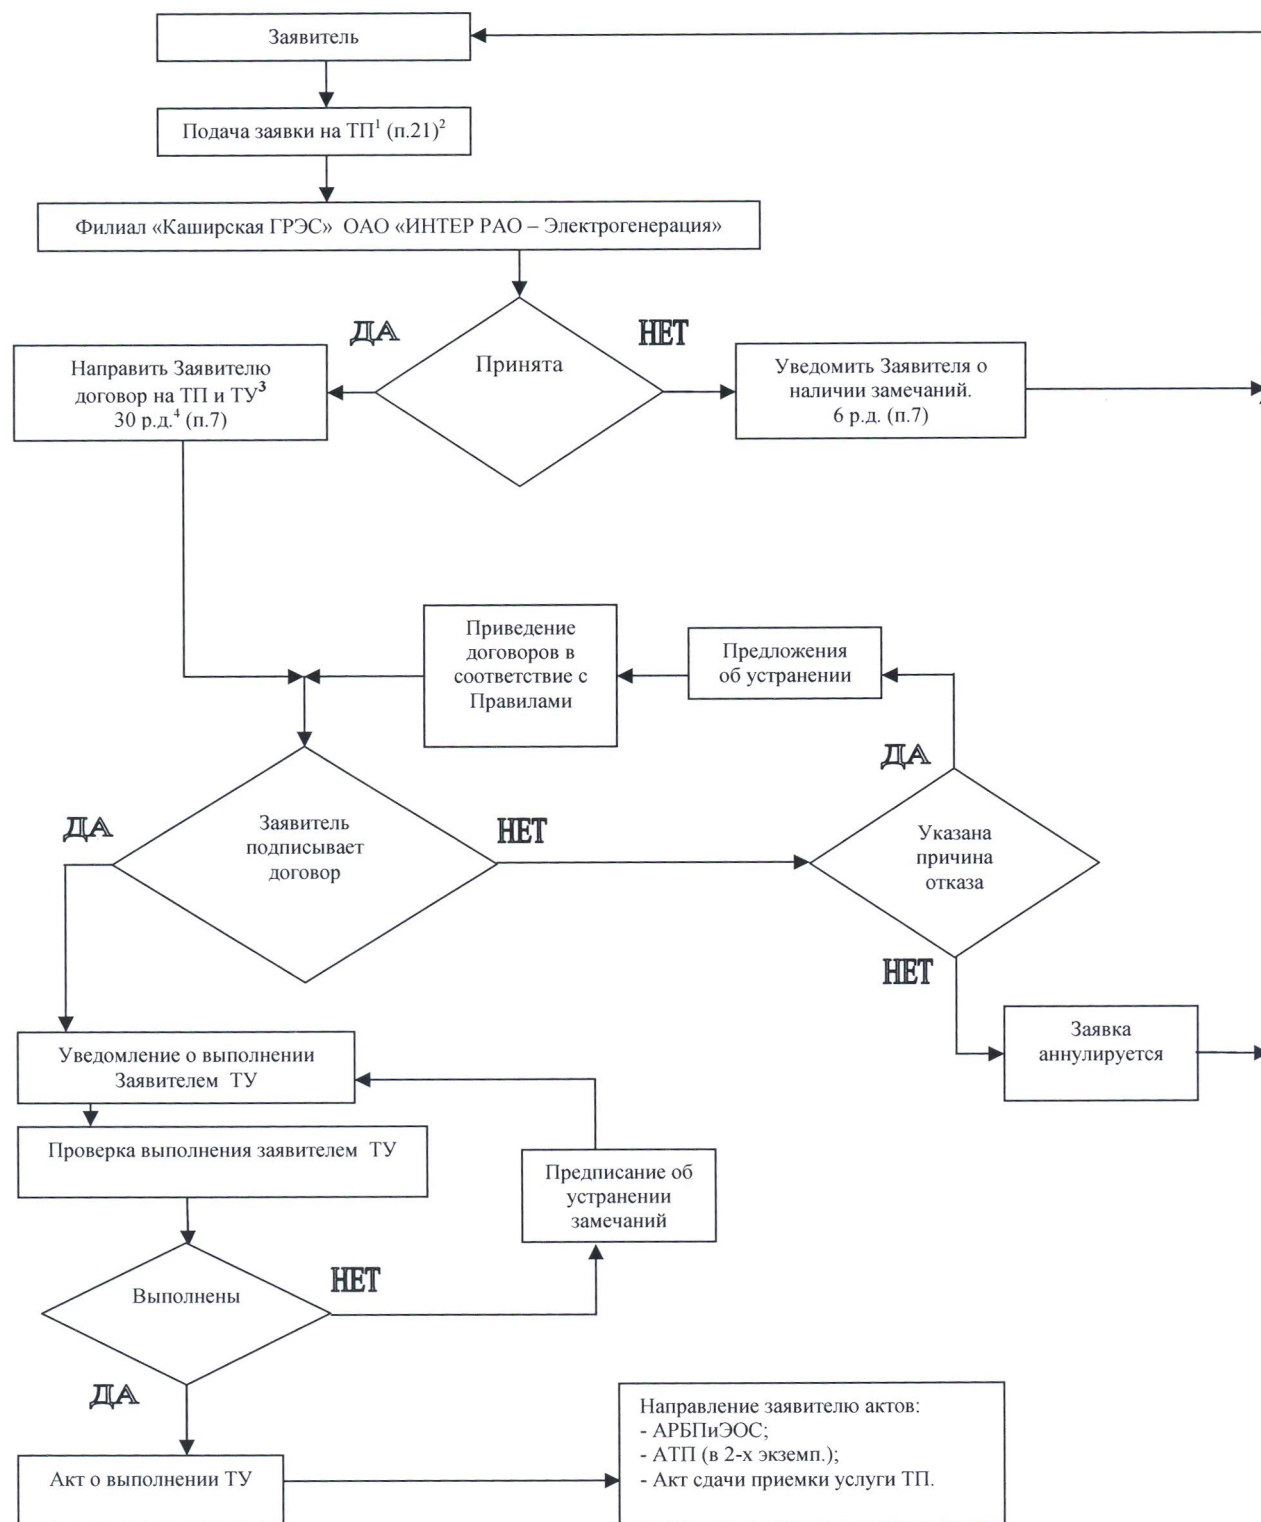 Заявитель
Подача заявки на ТП¹ (п.21)²
Филиал «Каширская ГРЭС» ОАО «ИНТЕР РАО – Электрогенерация»
ДА
НЕТ
Принята
Направить Заявителю
договор на ТП и ТУ³
30 р.д.⁴ (п.7)
Уведомить Заявителя о
наличии замечаний.
6 р.д. (п.7)
Приведение
договоров в
соответствие с
Правилами
Предложения
об устранении
ДА
ДА
Заявитель
подписывает
договор
НЕТ
Указана
причина
отказа
НЕТ
Заявка
аннулируется
Уведомление о выполнении
Заявителем ТУ
Проверка выполнения заявителем ТУ
Предписание об
устранении
замечаний
Выполнены
НЕТ
ДА
Акт о выполнении ТУ
Направление заявителю актов:
- АРБПиЭОС;
- АТП (в 2-х экземп.);
- Акт сдачи приемки услуги ТП.